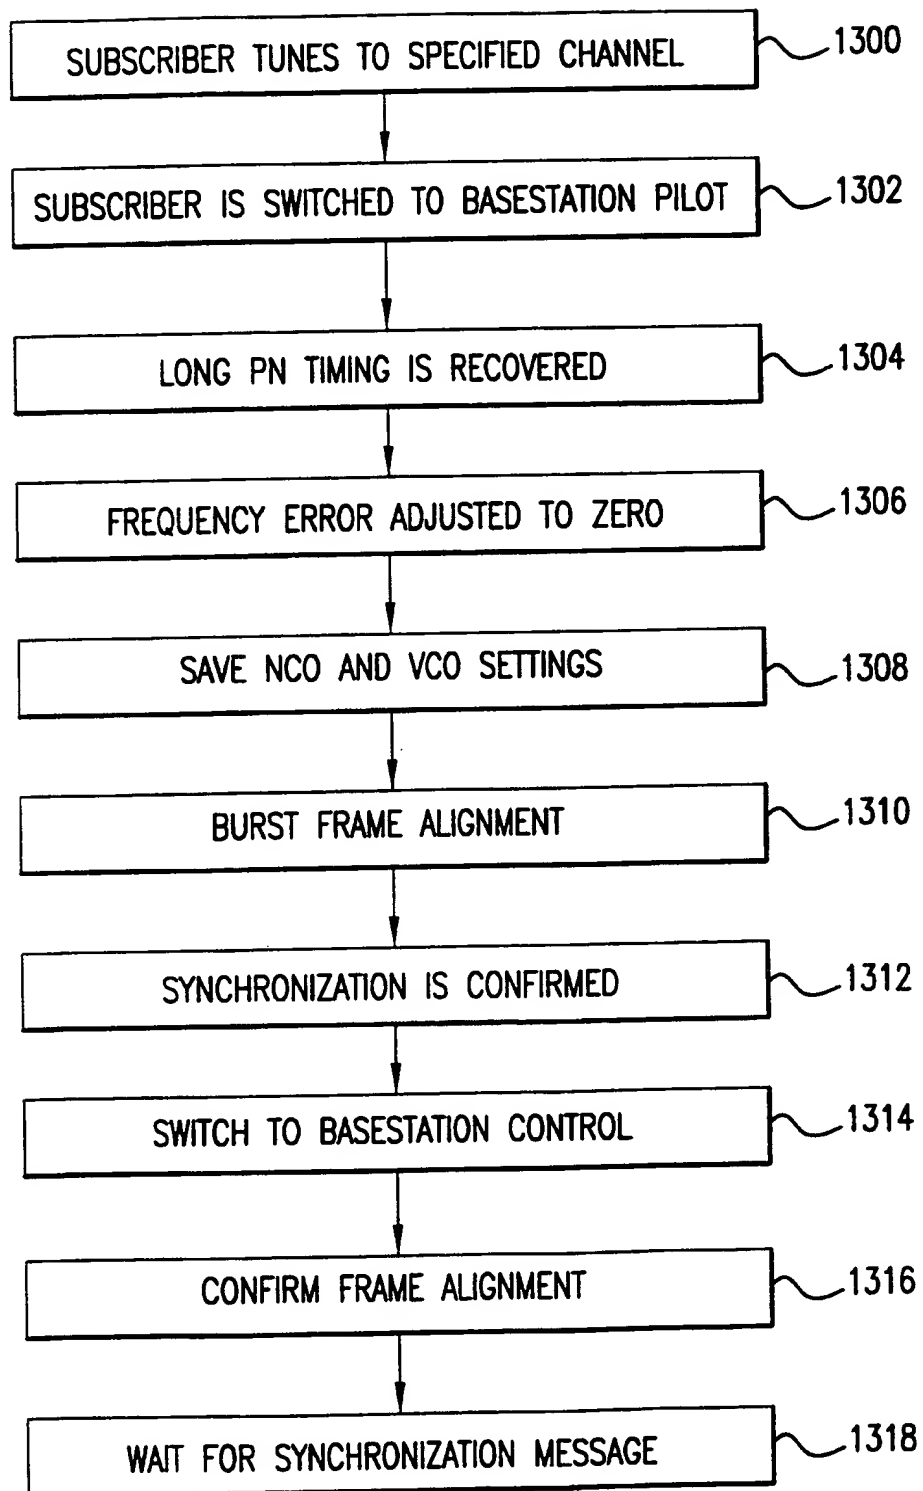 SUBSCRIBER TUNES TO SPECIFIED CHANNEL 1300
SUBSCRIBER IS SWITCHED TO BASESTATION PILOT 1302
LONG PN TIMING IS RECOVERED 1304
FREQUENCY ERROR ADJUSTED TO ZERO 1306
SAVE NCO AND VCO SETTINGS 1308
BURST FRAME ALIGNMENT 1310
SYNCHRONIZATION IS CONFIRMED 1312
SWITCH TO BASESTATION CONTROL 1314
CONFIRM FRAME ALIGNMENT 1316
WAIT FOR SYNCHRONIZATION MESSAGE 1318